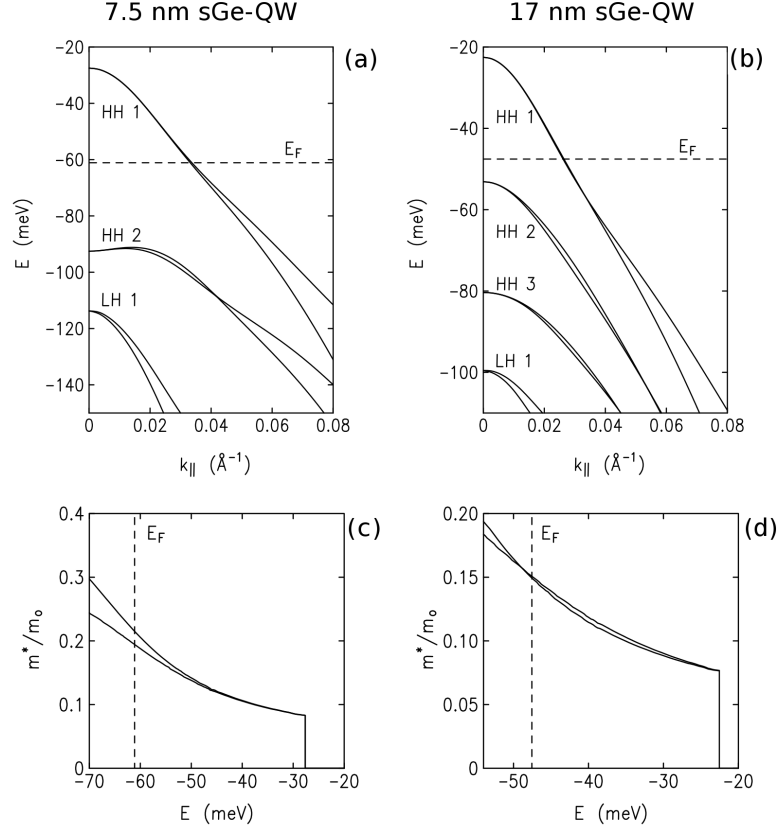 7.5 nm sGe-QW
17 nm sGe-QW
(a)
−20
−40
−60
−80
−100
−120
−140
E (meV)
HH 1
E_F
HH 2
LH 1
0
0.02
0.04
0.06
0.08
k_∥ (Å⁻¹)
(b)
−20
−40
−60
−80
−100
E (meV)
HH 1
E_F
HH 2
HH 3
LH 1
0
0.02
0.04
0.06
0.08
k_∥ (Å⁻¹)
(c)
0.4
0.3
0.2
0.1
0
m*/m₀
E_F
−70
−60
−50
−40
−30
−20
E (meV)
(d)
0.20
0.15
0.10
0.05
0
m*/m₀
E_F
−50
−40
−30
−20
E (meV)